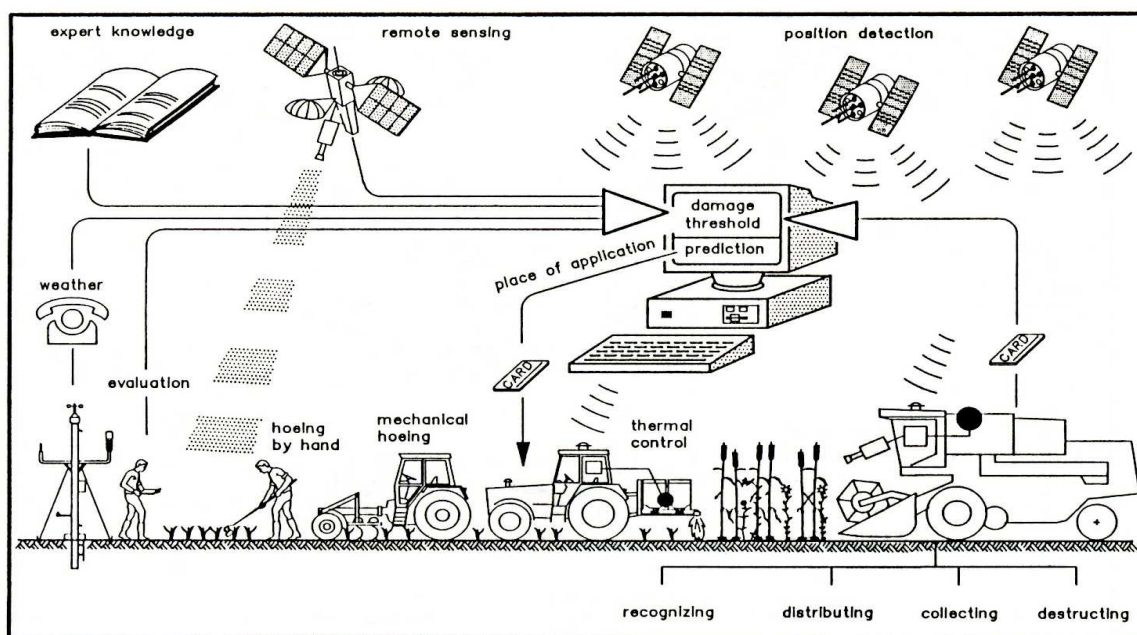 expert knowledge
remote sensing
position detection
damage
threshold
prediction
place of application
weather
CARD
CARD
evaluation
hoeing
by hand
mechanical
hoeing
thermal
control
recognizing
distributing
collecting
destructing